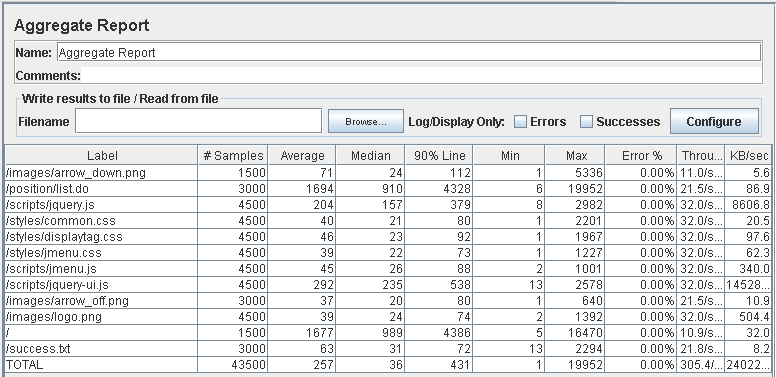 Aggregate Report
Name: Aggregate Report
Comments:
Write results to file / Read from file
Filename Browse... Log/Display Only: Errors Successes Configure
Label # Samples Average Median 90% Line Min Max Error % Throu... KB/sec
/images/arrow_down.png 1500 71 24 112 1 5336 0.00% 11.0/s... 5.6
/position/list.do 3000 1694 910 4328 6 19952 0.00% 21.5/s... 86.9
/scripts/jquery.js 4500 204 157 379 8 2982 0.00% 32.0/s... 8606.8
/styles/common.css 4500 40 21 80 1 2201 0.00% 32.0/s... 20.5
/styles/displaytag.css 4500 46 23 92 1 1967 0.00% 32.0/s... 97.6
/styles/jmenu.css 4500 39 22 73 1 1227 0.00% 32.0/s... 62.3
/scripts/jmenu.js 4500 45 26 88 2 1001 0.00% 32.0/s... 340.0
/scripts/jquery-ui.js 4500 292 235 538 13 2578 0.00% 32.0/s... 14528...
/images/arrow_off.png 3000 37 20 80 1 640 0.00% 21.5/s... 10.9
/images/logo.png 4500 39 24 74 2 1392 0.00% 32.0/s... 504.4
/ 1500 1677 989 4386 5 16470 0.00% 10.9/s... 32.0
/success.txt 3000 63 31 72 13 2294 0.00% 21.8/s... 8.2
TOTAL 43500 257 36 431 1 19952 0.00% 305.4/... 24022...